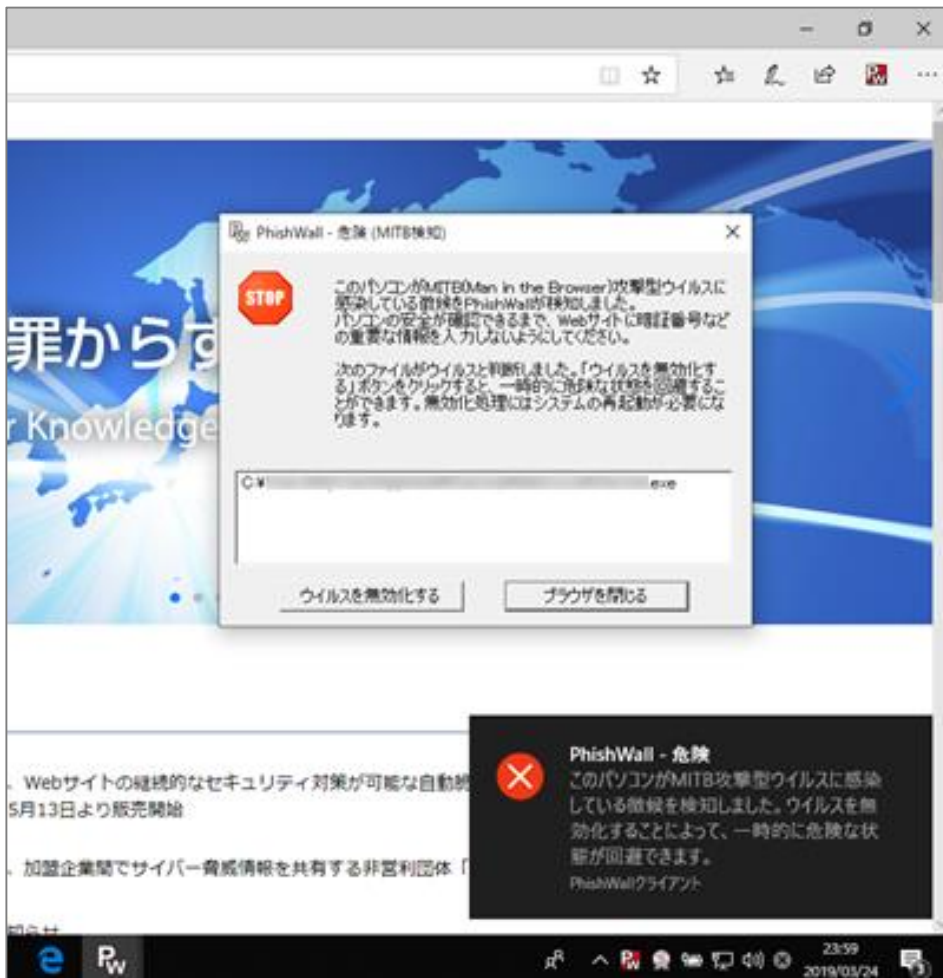 PhishWall - 危険 (MITB検知)
STOP
このパソコンがMITB(Man in the Browser)攻撃型ウイルスに
感染している徴候をPhishWallが検知しました。
パソコンの安全が確認できるまで、Webサイトに暗証番号など
の重要な情報を入力しないようにしてください。
次のファイルがウイルスと判断しました。「ウイルスを無効化す
る」ボタンをクリックすると、一時的に危険な状態を回避するこ
とができます。無効化処理にはシステムの再起動が必要にな
ります。
C:¥
exe
ウイルスを無効化する
ブラウザを閉じる
罪からす
r Knowledge
PhishWall - 危険
このパソコンがMITB攻撃型ウイルスに感染
している徴候を検知しました。ウイルスを無
効化することによって、一時的に危険な状
態が回避できます。
PhishWallクライアント
、Webサイトの継続的なセキュリティ対策が可能な自動
5月13日より販売開始
、加盟企業間でサイバー脅威情報を共有する非営利団体「
知らせ
Pw
23:59
2019/03/24